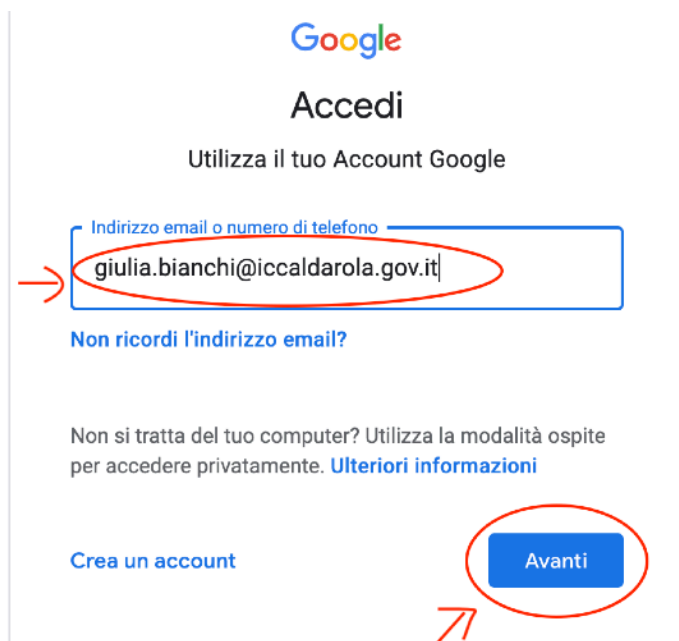 Google
Accedi
Utilizza il tuo Account Google
Indirizzo email o numero di telefono
giulia.bianchi@iccaldarola.gov.it
Non ricordi l'indirizzo email?
Non si tratta del tuo computer? Utilizza la modalità ospite
per accedere privatamente. Ulteriori informazioni
Crea un account
Avanti